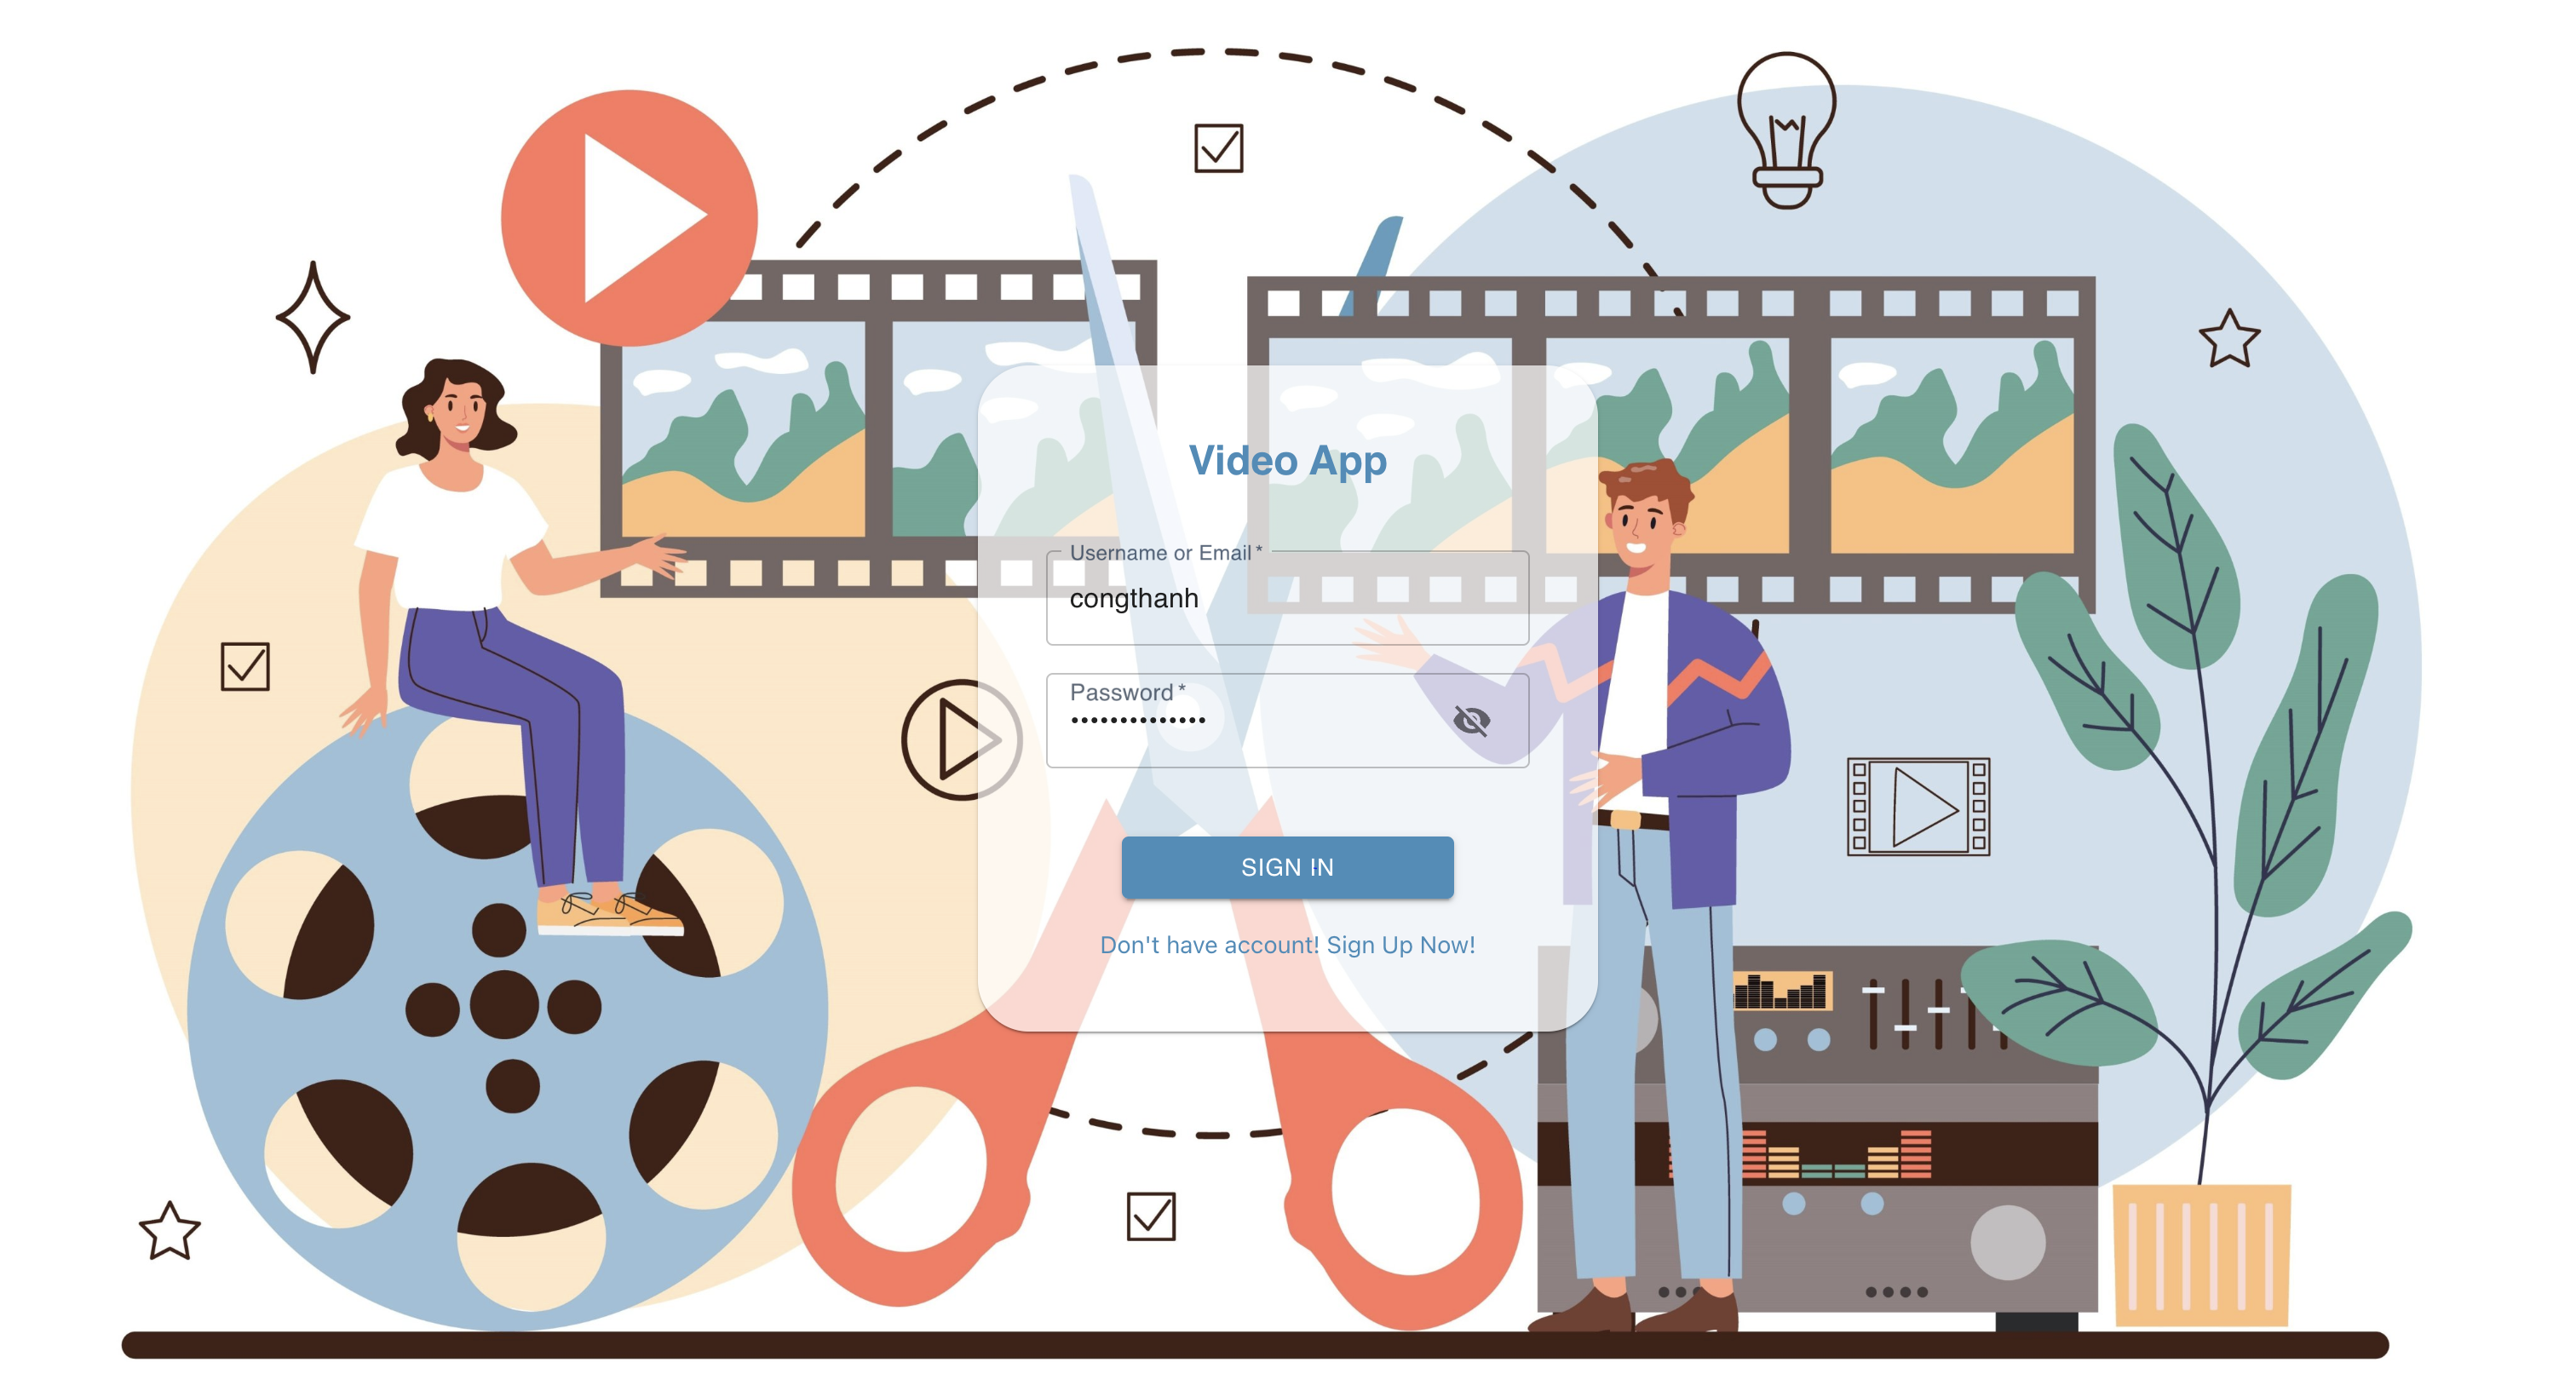 Video App
Username or Email *
congthanh
Password *
••••••••••••••
SIGN IN
Don't have account! Sign Up Now!